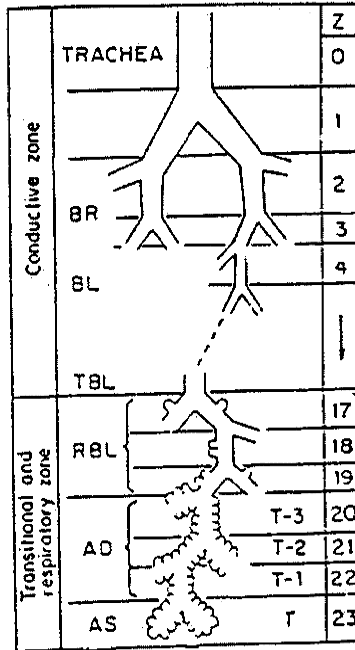 Z
TRACHEA 0
1
2
BR 3
BL 4
TBL
17
RBL 18
19
T-3 20
AD T-2 21
T-1 22
AS T 23
Conductive zone
Transitional and
respiratory zone